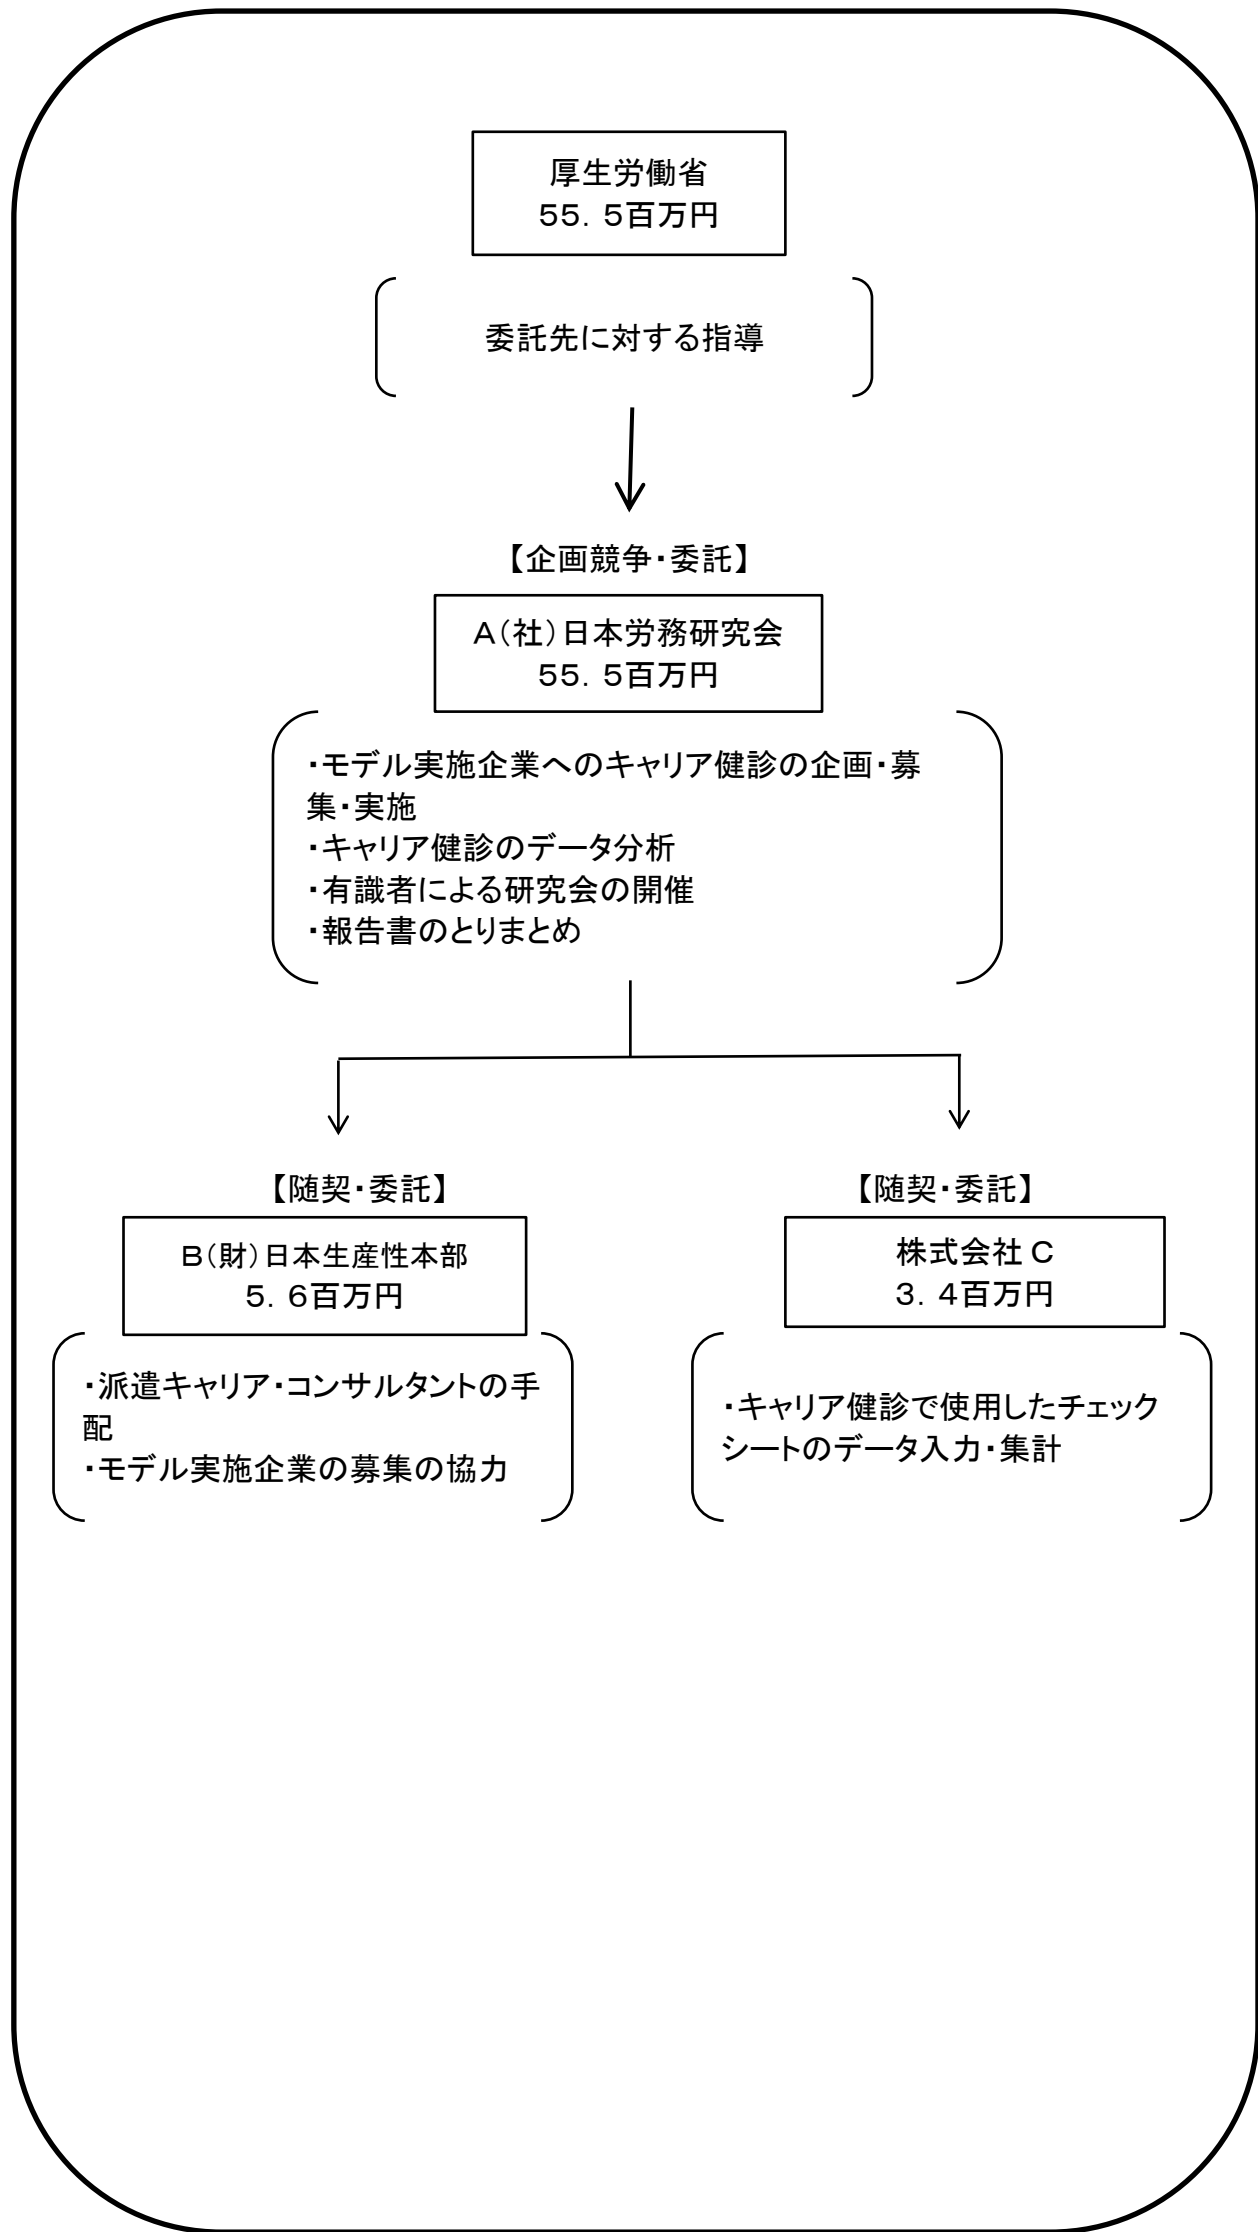 厚生労働省
55．5百万円
委託先に対する指導
【企画競争・委託】
A（社）日本労務研究会
55．5百万円
・モデル実施企業へのキャリア健診の企画・募
集・実施
・キャリア健診のデータ分析
・有識者による研究会の開催
・報告書のとりまとめ
【随契・委託】
B（財）日本生産性本部
5．6百万円
・派遣キャリア・コンサルタントの手
配
・モデル実施企業の募集の協力
【随契・委託】
株式会社 C
3．4百万円
・キャリア健診で使用したチェック
シートのデータ入力・集計